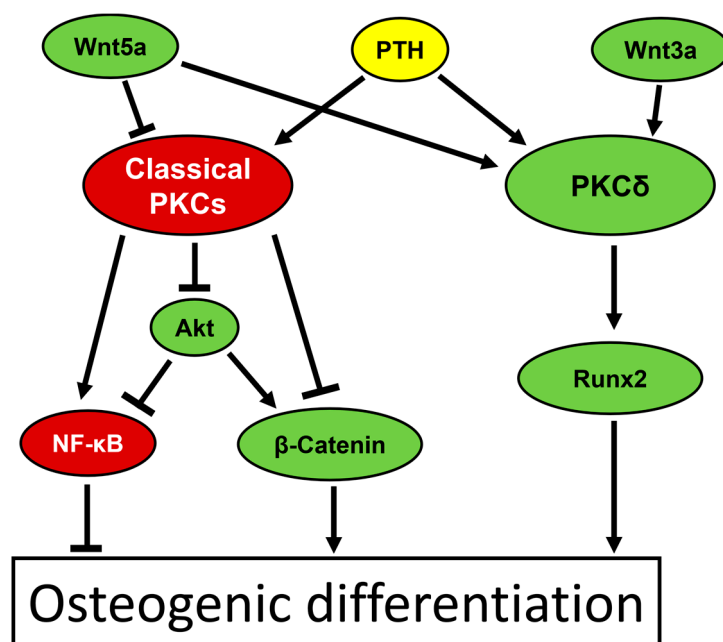 Wnt5a
PTH
Wnt3a
Classical
PKCs
PKCδ
Akt
Runx2
NF-κB
β-Catenin
Osteogenic differentiation